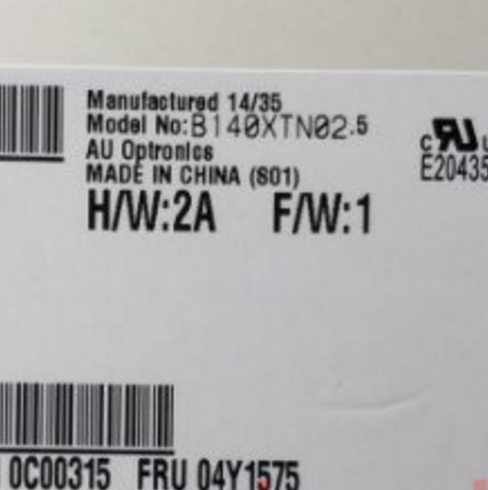 Manufactured 14/35
Model No:B140XTN02.5
AU Optronics
MADE IN CHINA (S01)
H/W:2A F/W:1
c RU
E20435
0C00315 FRU 04Y1575